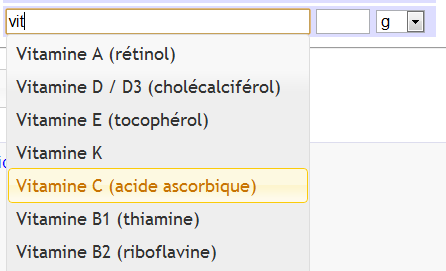 vit g
Vitamine A (rétinol)
Vitamine D / D3 (cholécalciférol)
Vitamine E (tocophérol)
Vitamine K
Vitamine C (acide ascorbique)
Vitamine B1 (thiamine)
Vitamine B2 (riboflavine)